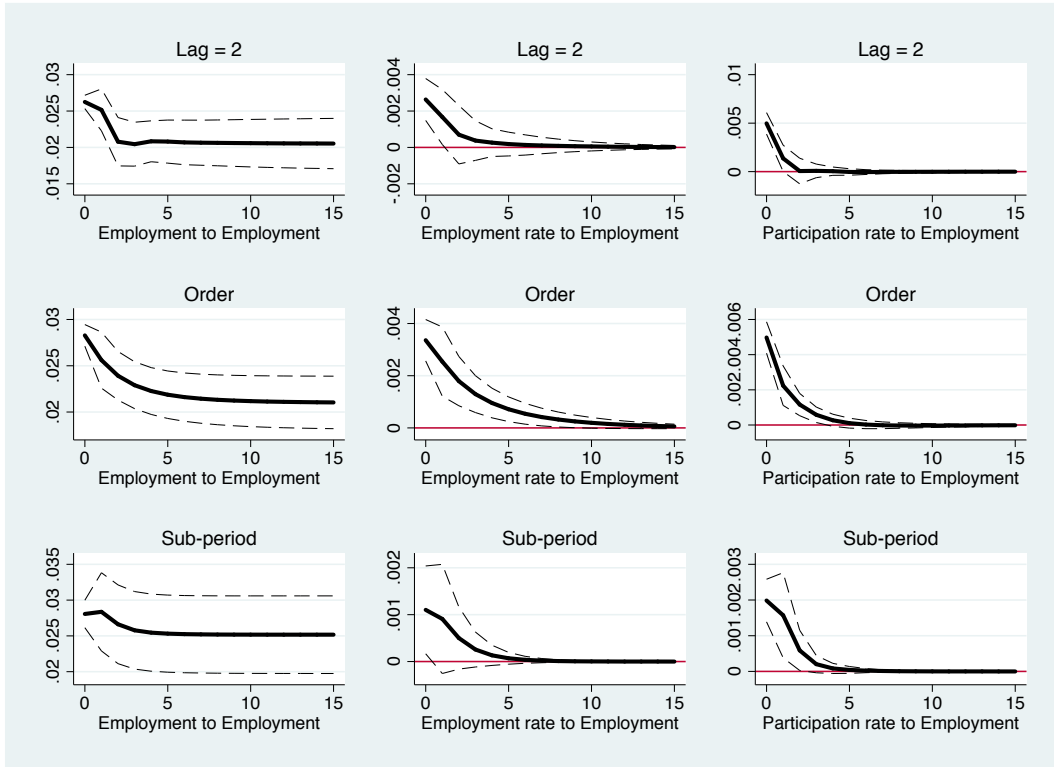 Lag = 2
.015 .02 .025 .03
0 5 10 15
Employment to Employment
Lag = 2
-.002 0 .002 .004
0 5 10 15
Employment rate to Employment
Lag = 2
0 .005 .01
0 5 10 15
Participation rate to Employment
Order
.02 .025 .03
0 5 10 15
Employment to Employment
Order
0 .002 .004
0 5 10 15
Employment rate to Employment
Order
0 .002 .004 .006
0 5 10 15
Participation rate to Employment
Sub-period
.02 .025 .03 .035
0 5 10 15
Employment to Employment
Sub-period
0 .001 .002
0 5 10 15
Employment rate to Employment
Sub-period
0 .001 .002 .003
0 5 10 15
Participation rate to Employment